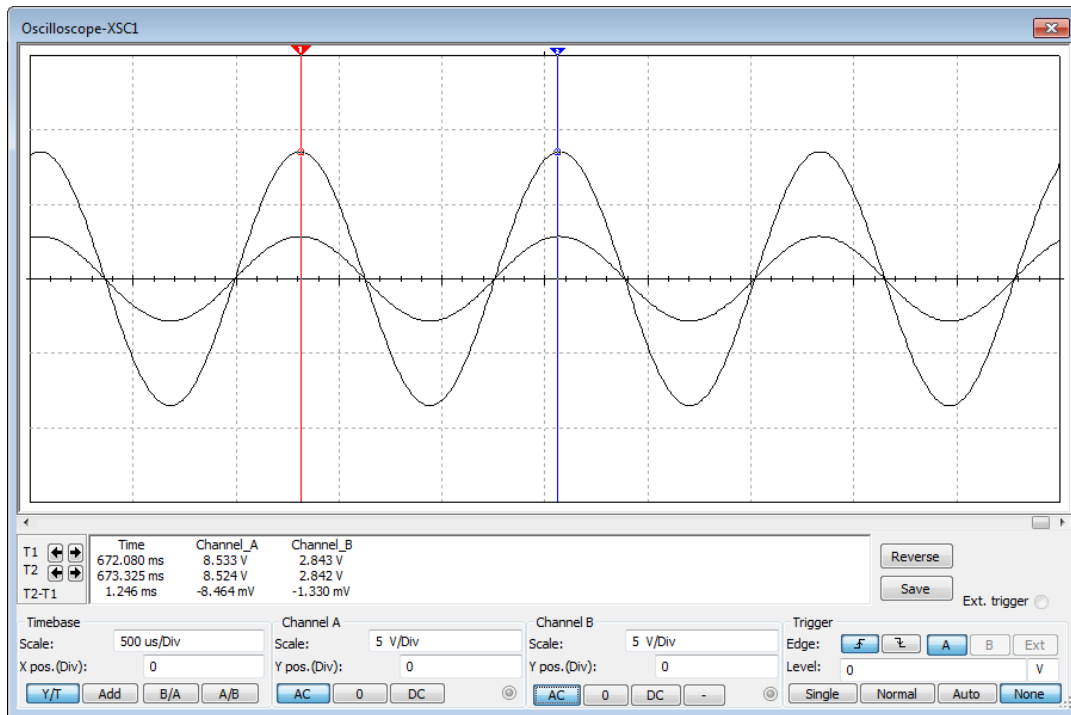 Oscilloscope-XSC1
1 2
T1
T2
T2-T1
Time Channel_A Channel_B
672.080 ms 8.533 V 2.843 V
673.325 ms 8.524 V 2.842 V
1.246 ms -8.464 mV -1.330 mV
Reverse
Save
Ext. trigger
Timebase
Scale: 500 us/Div
X pos.(Div): 0
Y/T Add B/A A/B
Channel A
Scale: 5 V/Div
Y pos.(Div): 0
AC 0 DC
Channel B
Scale: 5 V/Div
Y pos.(Div): 0
AC 0 DC -
Trigger
Edge: A B Ext
Level: 0 V
Single Normal Auto None